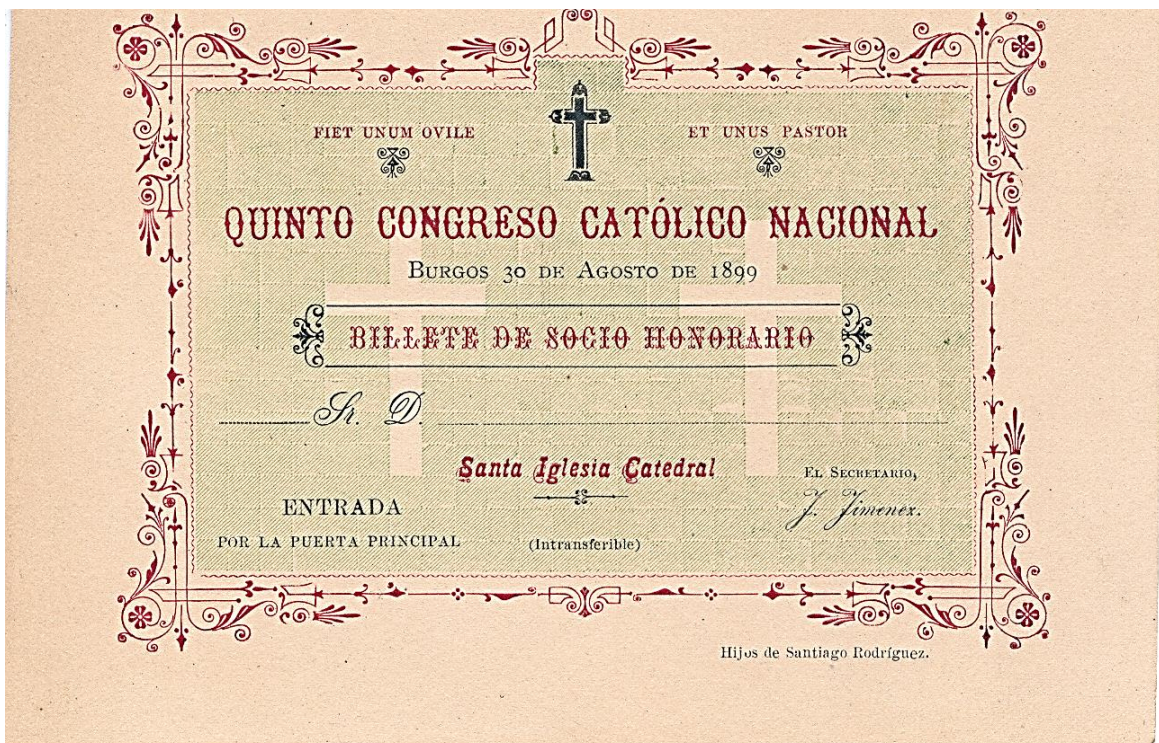 FIET UNUM OVILE ET UNUS PASTOR
QUINTO CONGRESO CATÓLICO NACIONAL
BURGOS 30 DE AGOSTO DE 1899
BILLETE DE SOCIO HONORARIO
Sr. D.
Santa Iglesia Catedral
EL SECRETARIO,
J. Jimenez.
ENTRADA
POR LA PUERTA PRINCIPAL
(Intransferible)
Hijos de Santiago Rodríguez.